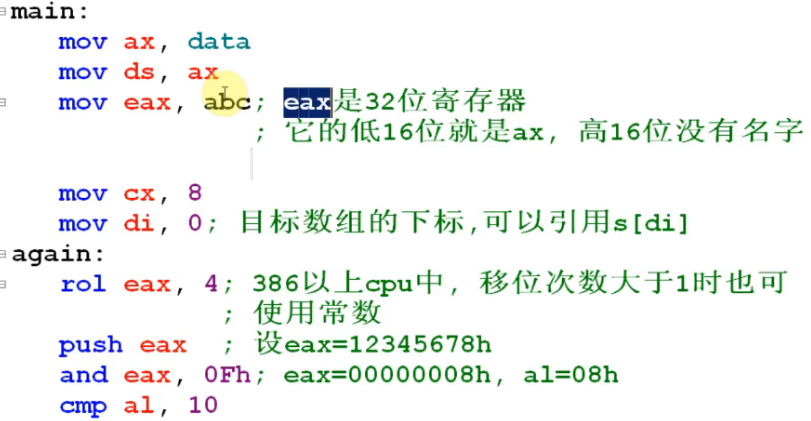 main:
mov ax, data
mov ds, ax
mov eax, abc; eax是32位寄存器
; 它的低16位就是ax, 高16位没有名字
mov cx, 8
mov di, 0; 目标数组的下标,可以引用s[di]
again:
rol eax, 4; 386以上cpu中, 移位次数大于1时也可
; 使用常数
push eax ; 设eax=12345678h
and eax, 0Fh; eax=00000008h, al=08h
cmp al, 10